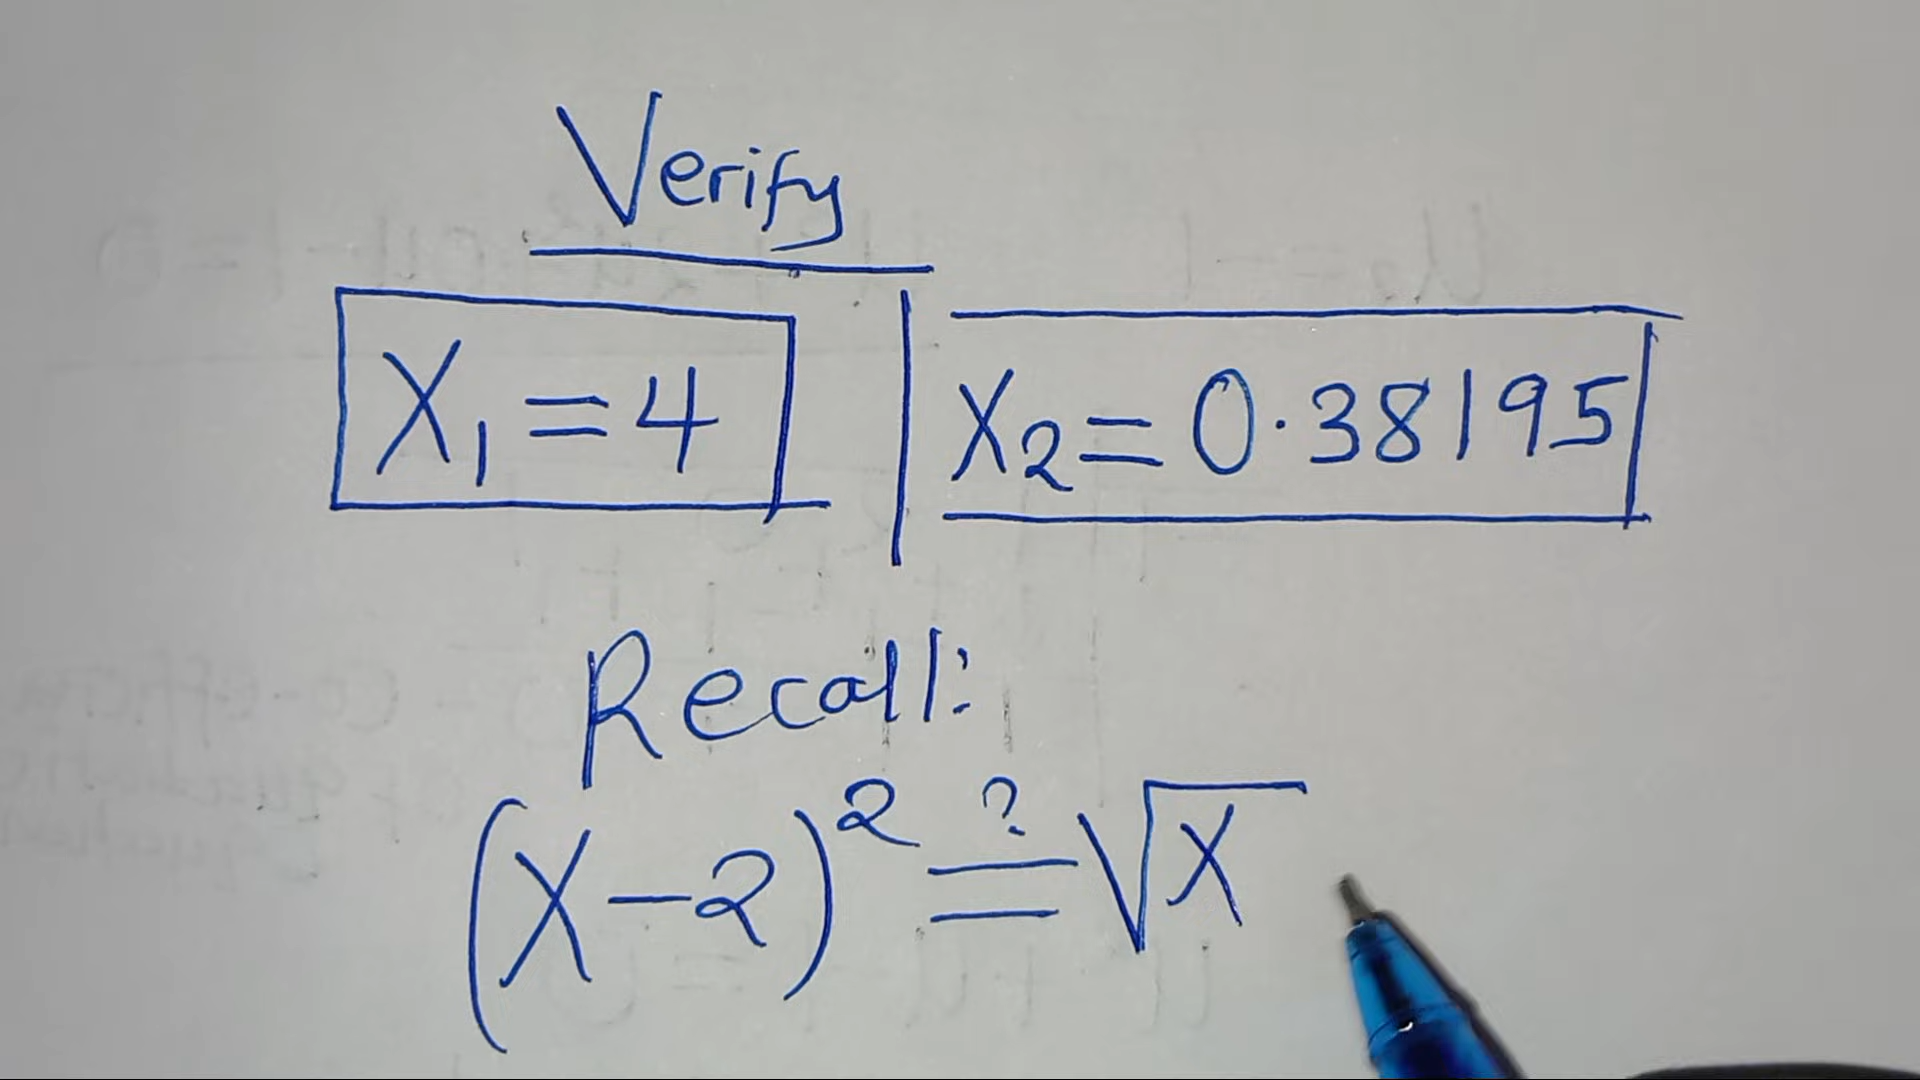 Verify
X₁ = 4 | X₂ = 0.38195
Recall:
(X-2)² ≟ √X